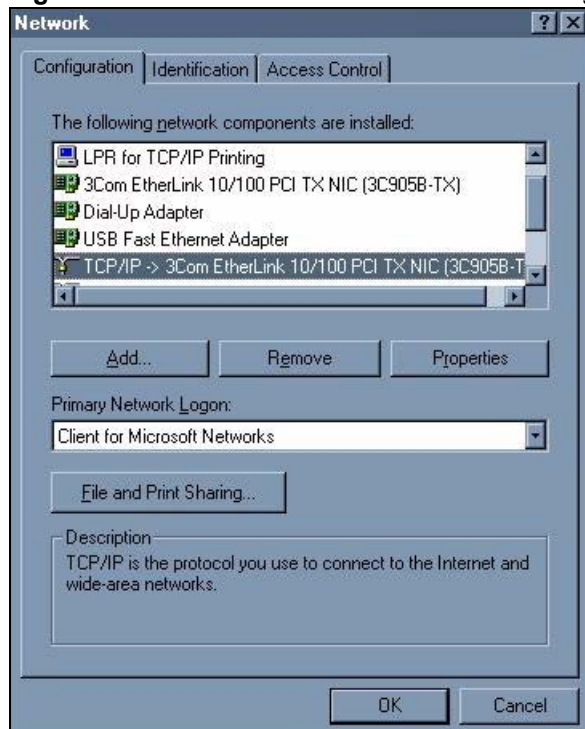 Network
Configuration Identification Access Control
The following network components are installed:
LPR for TCP/IP Printing
3Com EtherLink 10/100 PCI TX NIC (3C905B-TX)
Dial-Up Adapter
USB Fast Ethernet Adapter
TCP/IP -> 3Com EtherLink 10/100 PCI TX NIC (3C905B-T
Add... Remove Properties
Primary Network Logon:
Client for Microsoft Networks
File and Print Sharing...
Description
TCP/IP is the protocol you use to connect to the Internet and
wide-area networks.
OK Cancel